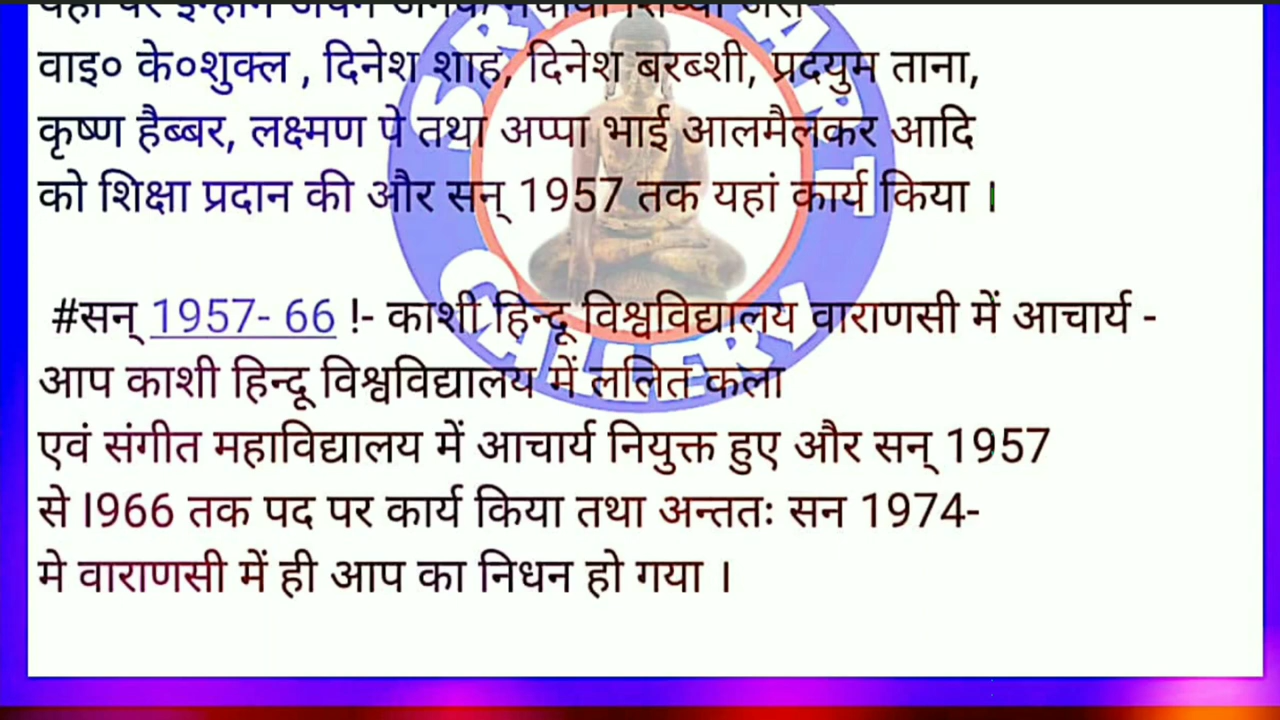 वाइ० के०शुक्ल , दिनेश शाह, दिनेश बरब्शी, प्रदयुम ताना,
कृष्ण हैब्बर, लक्ष्मण पे तथा अप्पा भाई आलमैलकर आदि
को शिक्षा प्रदान की और सन् 1957 तक यहां कार्य किया ।
#सन् 1957- 66 !- काशी हिन्दू विश्वविद्यालय वाराणसी में आचार्य -
आप काशी हिन्दू विश्वविद्यालय में ललित कला
एवं संगीत महाविद्यालय में आचार्य नियुक्त हुए और सन् 1957
से I966 तक पद पर कार्य किया तथा अन्ततः सन 1974-
मे वाराणसी में ही आप का निधन हो गया ।
GALLERY